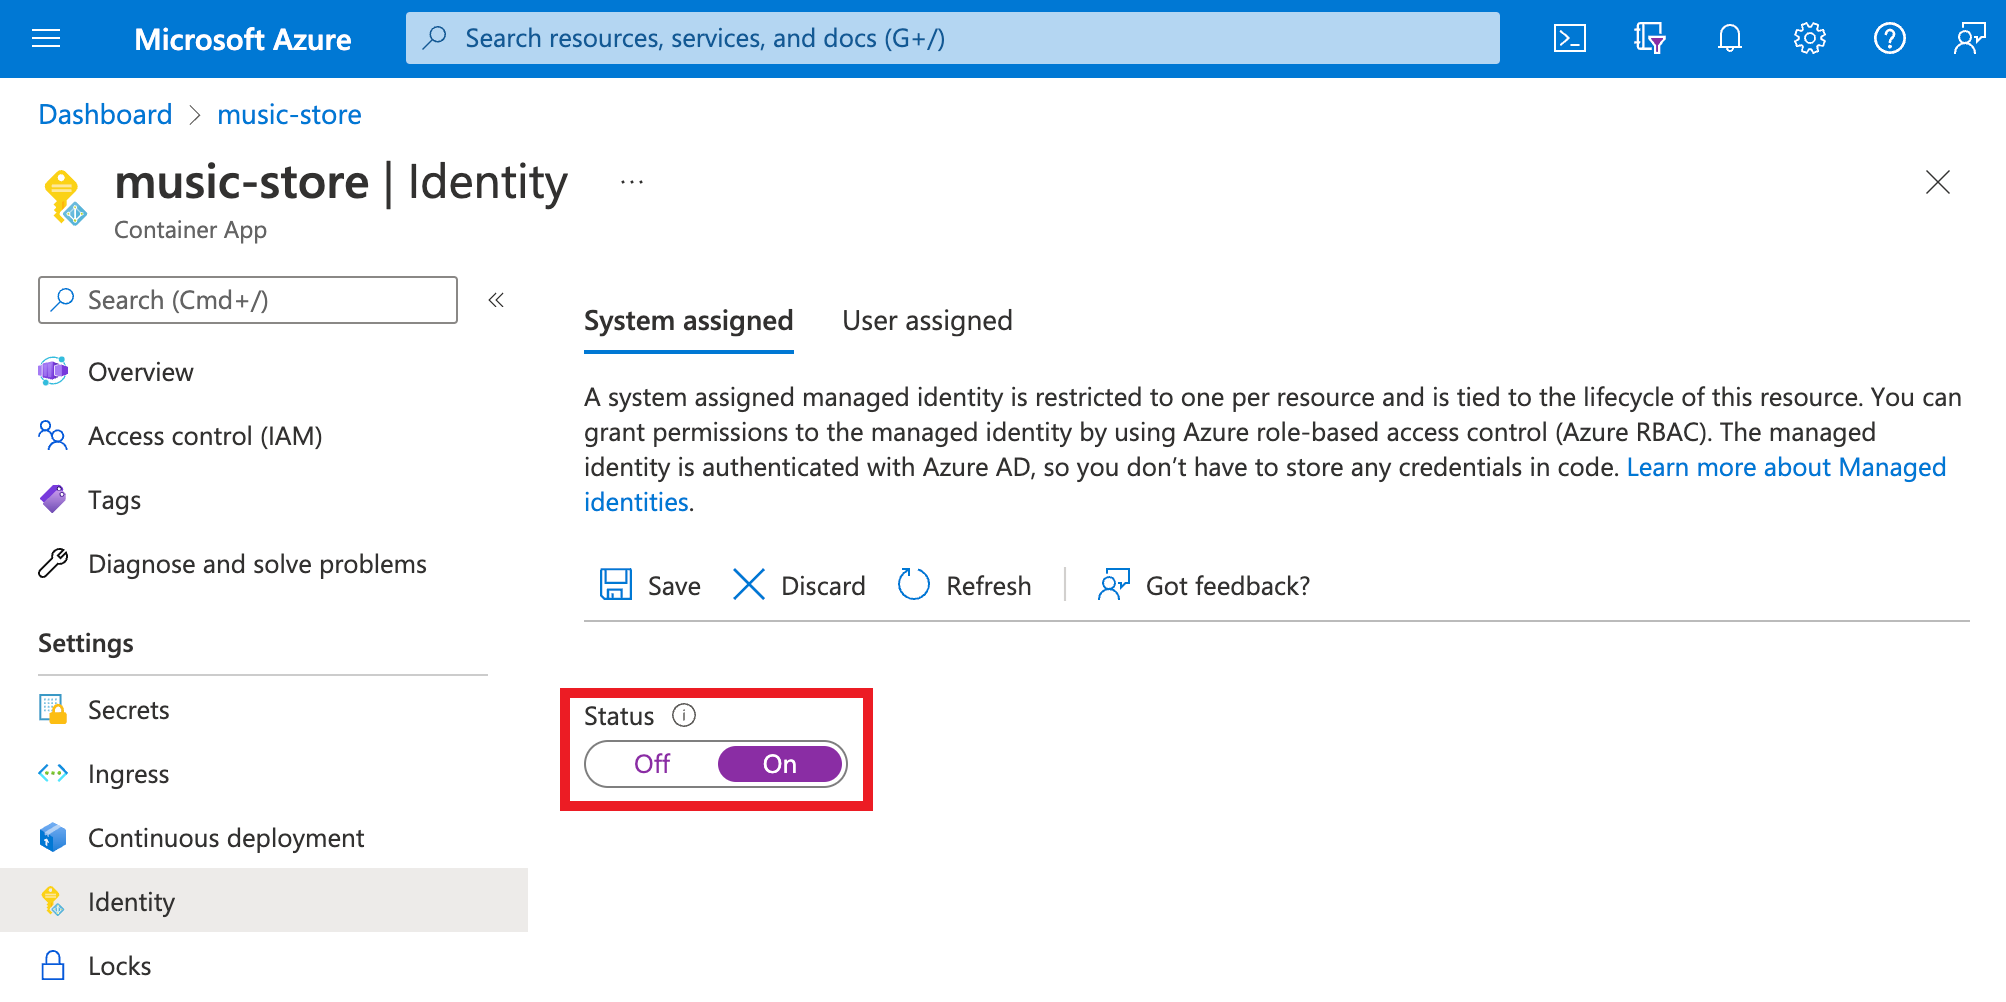 Microsoft Azure
Search resources, services, and docs (G+/)
Dashboard > music-store
music-store | Identity ...
Container App
Search (Cmd+/)
«
Overview
Access control (IAM)
Tags
Diagnose and solve problems
Settings
Secrets
Ingress
Continuous deployment
Identity
Locks
System assigned User assigned
A system assigned managed identity is restricted to one per resource and is tied to the lifecycle of this resource. You can
grant permissions to the managed identity by using Azure role-based access control (Azure RBAC). The managed
identity is authenticated with Azure AD, so you don’t have to store any credentials in code. Learn more about Managed
identities.
Save Discard Refresh Got feedback?
Status
Off On